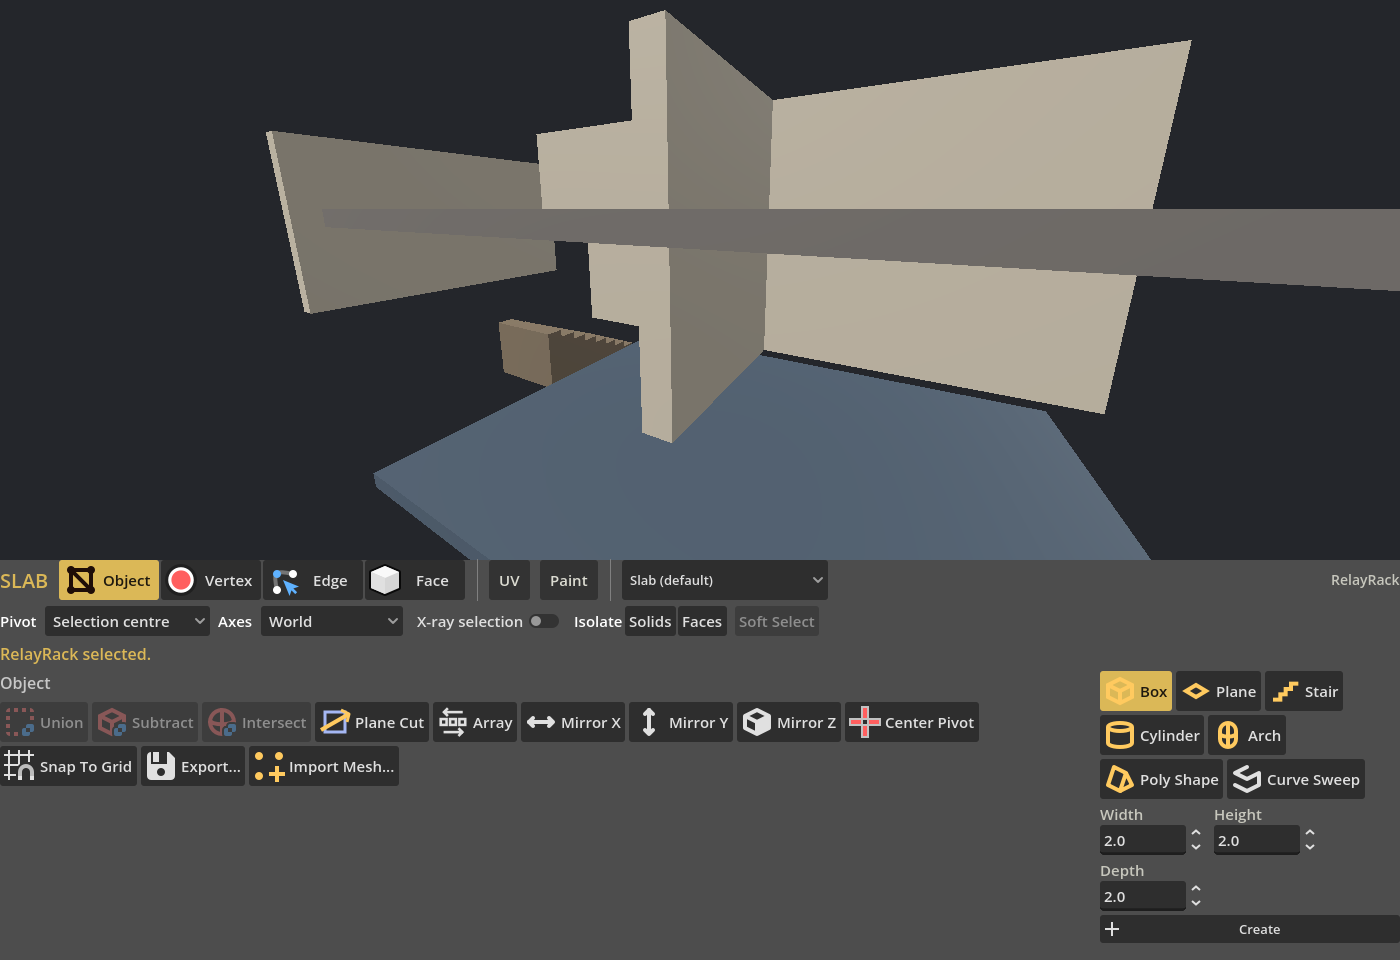 SLAB Object Vertex Edge Face UV Paint Slab (default) RelayRack
Pivot Selection centre Axes World X-ray selection Isolate Solids Faces Soft Select
RelayRack selected.
Object
Union Subtract Intersect Plane Cut Array Mirror X Mirror Y Mirror Z Center Pivot
Snap To Grid Export... Import Mesh...
Box Plane Stair
Cylinder Arch
Poly Shape Curve Sweep
Width Height
2.0 2.0
Depth
2.0
Create